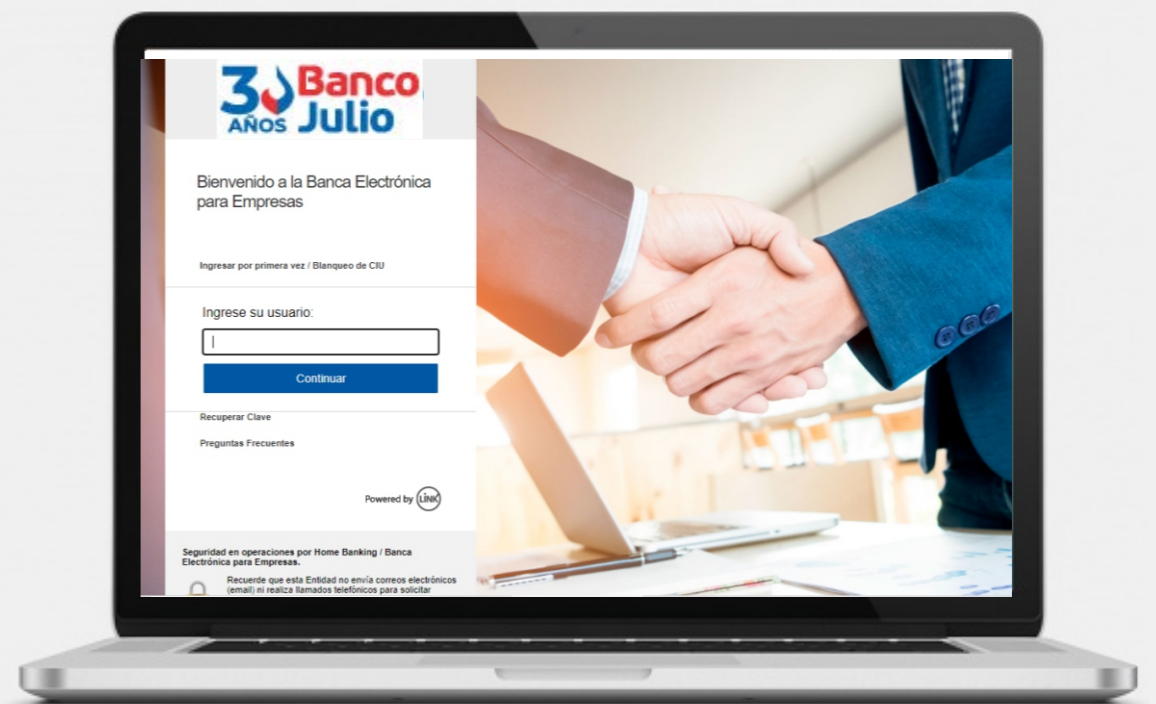 30 AÑOS Banco
Julio
Bienvenido a la Banca Electrónica
para Empresas
Ingresar por primera vez / Blanqueo de CIU
Ingrese su usuario:
Continuar
Recuperar Clave
Preguntas Frecuentes
Powered by LINK
Seguridad en operaciones por Home Banking / Banca
Electrónica para Empresas.
Recuerde que esta Entidad no envía correos electrónicos
(email) ni realiza llamados telefónicos para solicitar